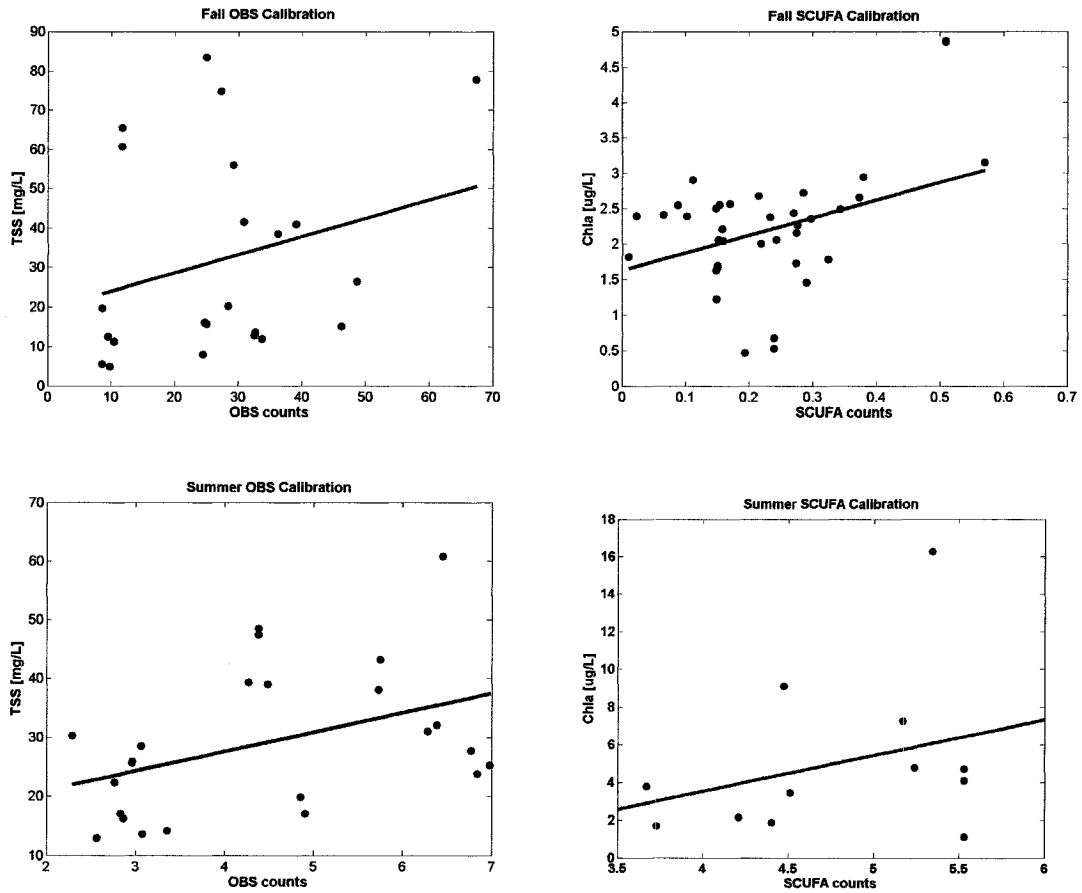 Fall OBS Calibration
90
80
70
60
50
40
30
20
10
0
TSS [mg/L]
0 10 20 30 40 50 60 70
OBS counts
Fall SCUFA Calibration
5
4.5
4
3.5
3
2.5
2
1.5
1
0.5
0
Chla [ug/L]
0 0.1 0.2 0.3 0.4 0.5 0.6 0.7
SCUFA counts
Summer OBS Calibration
70
60
50
40
30
20
10
TSS [mg/L]
2 3 4 5 6 7
OBS counts
Summer SCUFA Calibration
18
16
14
12
10
8
6
4
2
0
Chla [ug/L]
3.5 4 4.5 5 5.5 6
SCUFA counts